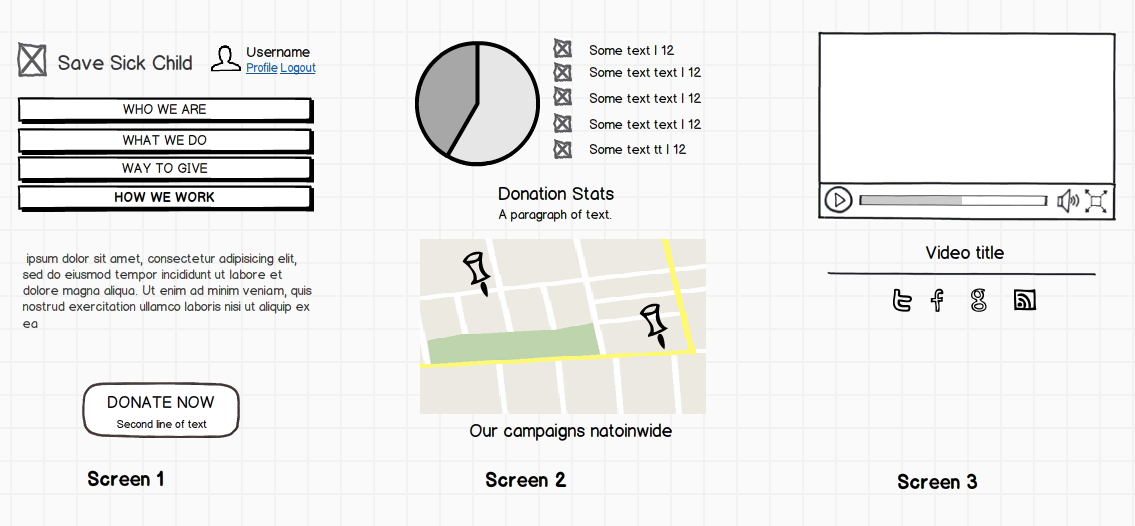 Save Sick Child
Username
Profile Logout
WHO WE ARE
WHAT WE DO
WAY TO GIVE
HOW WE WORK
ipsum dolor sit amet, consectetur adipisicing elit,
sed do eiusmod tempor incididunt ut labore et
dolore magna aliqua. Ut enim ad minim veniam, quis
nostrud exercitation ullamco laboris nisi ut aliquip ex
ea
DONATE NOW
Second line of text
Screen 1
Some text | 12
Some text text | 12
Some text text | 12
Some text text | 12
Some text tt | 12
Donation Stats
A paragraph of text.
Our campaigns natoinwide
Screen 2
Video title
Screen 3